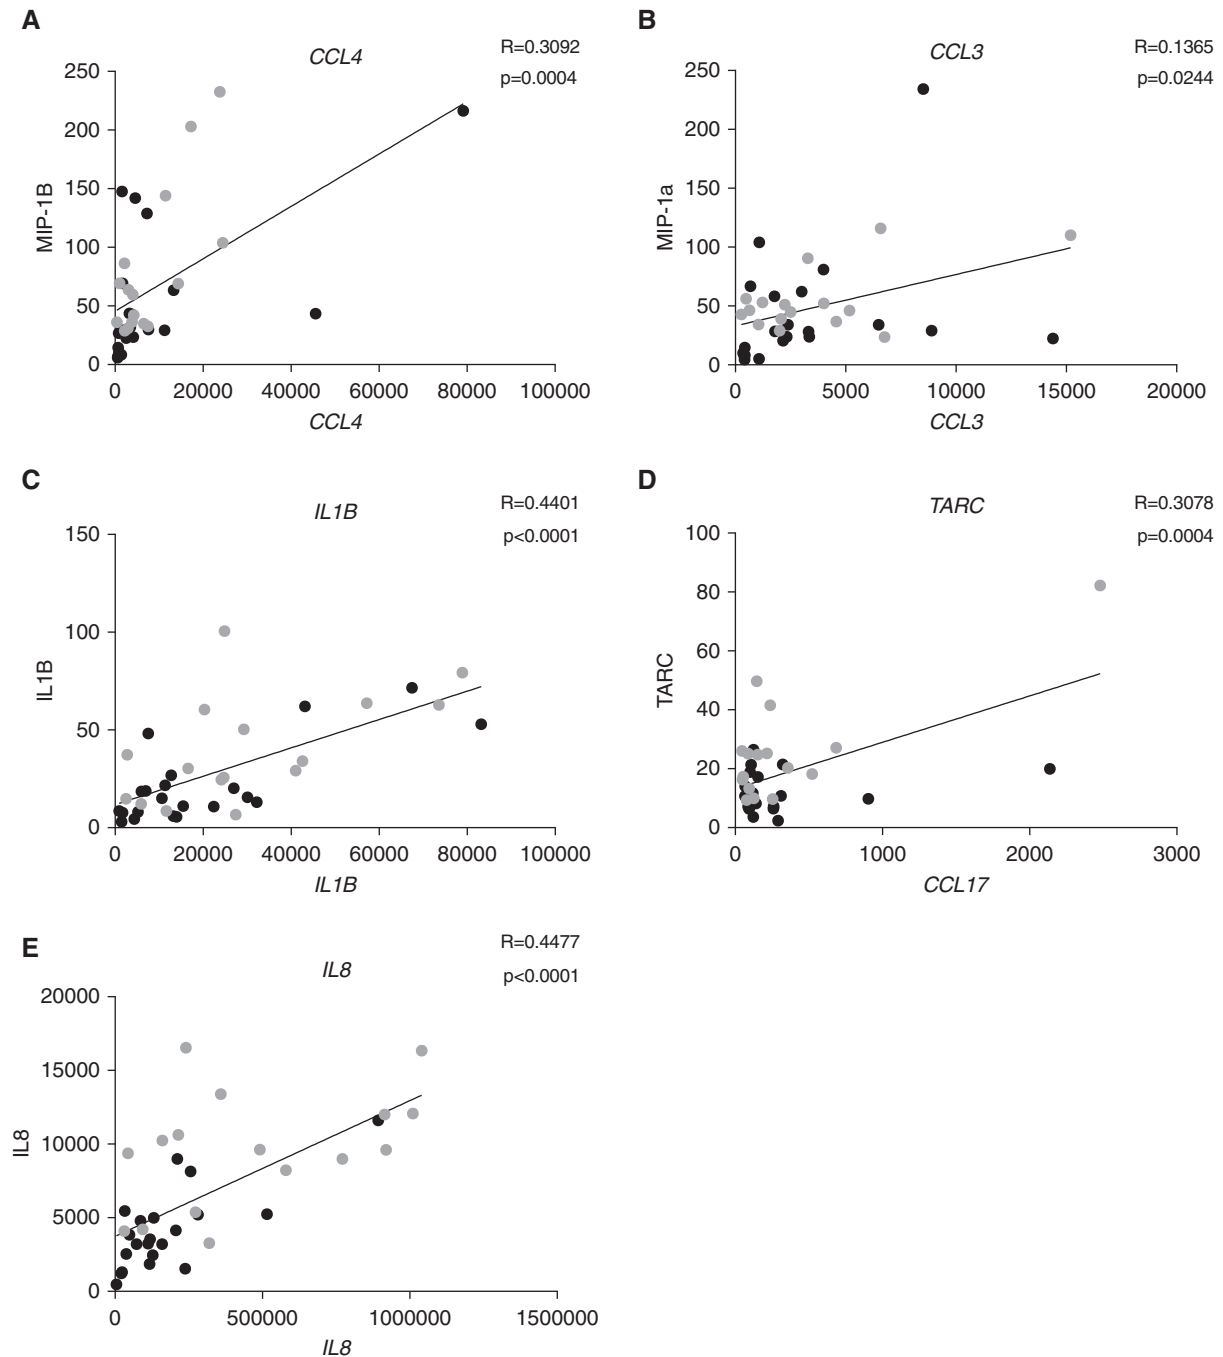 A
CCL4
R=0.3092
p=0.0004
250
200
150
100
50
0
MIP-1B
0 20000 40000 60000 80000 100000
CCL4
B
CCL3
R=0.1365
p=0.0244
250
200
150
100
50
0
MIP-1a
0 5000 10000 15000 20000
CCL3
C
IL1B
R=0.4401
p<0.0001
150
100
50
0
IL1B
0 20000 40000 60000 80000 100000
IL1B
D
TARC
R=0.3078
p=0.0004
100
80
60
40
20
0
TARC
0 1000 2000 3000
CCL17
E
IL8
R=0.4477
p<0.0001
20000
15000
10000
5000
0
IL8
0 500000 1000000 1500000
IL8